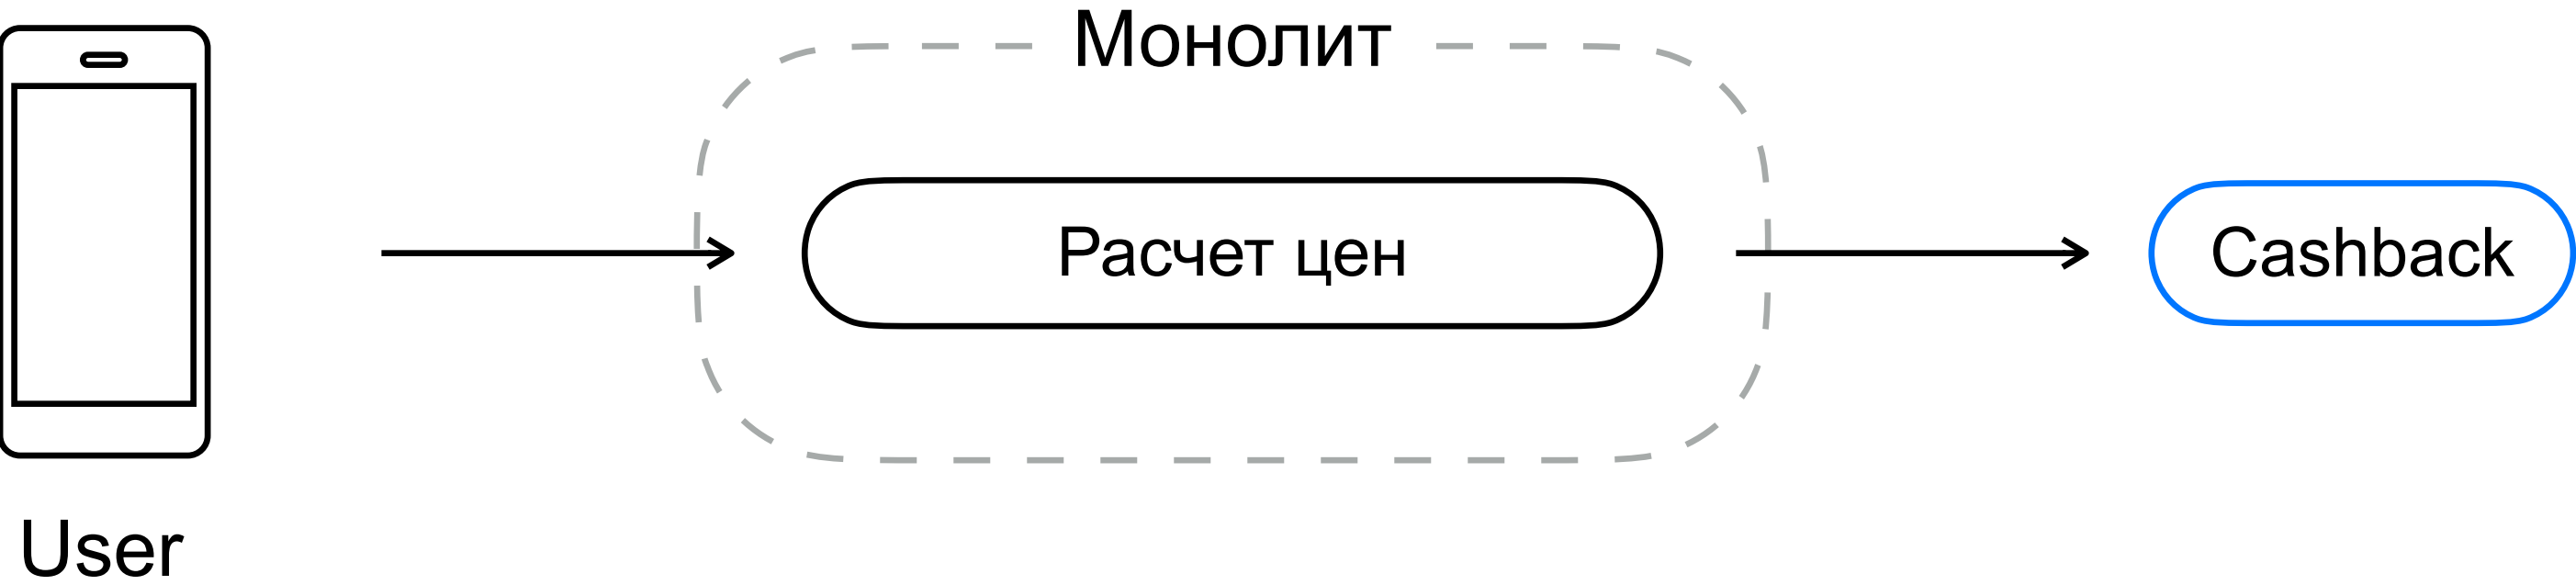 Монолит
Расчет цен
Cashback
User